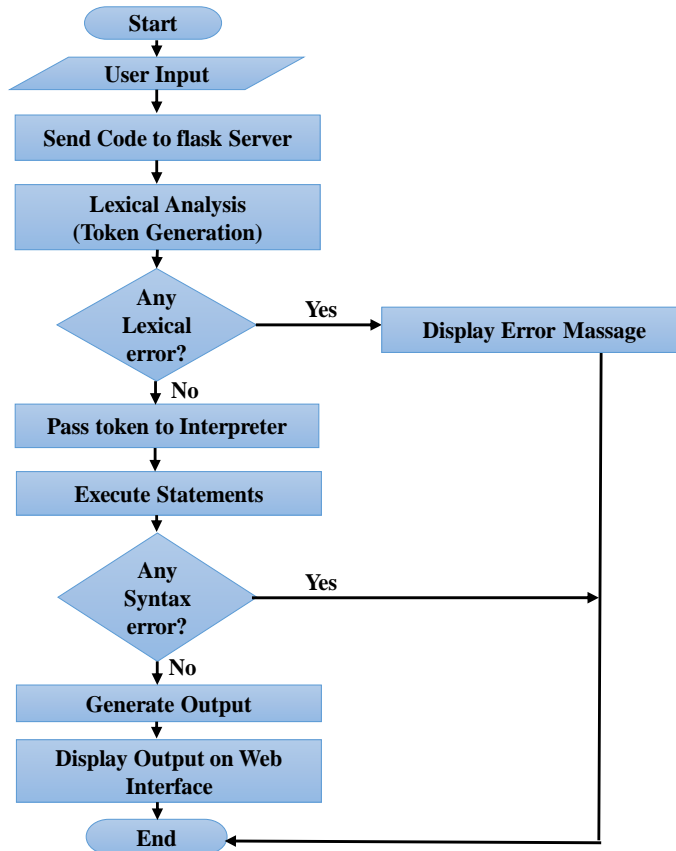 Start
User Input
Send Code to flask Server
Lexical Analysis
(Token Generation)
Any
Lexical
error?
Yes
Display Error Massage
No
Pass token to Interpreter
Execute Statements
Any
Syntax
error?
Yes
No
Generate Output
Display Output on Web
Interface
End